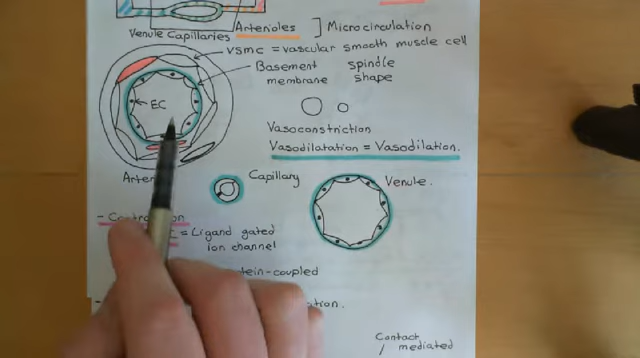 Venule Capillaries Arterioles ] Microcirculation
VSMC = vascular smooth muscle cell
Basement membrane
spindle shape
EC
Vasoconstriction
Vasodilatation = Vasodilation.
Capillary
Venule.
= Ligand gated
ion channel
-coupled
Contact
mediated